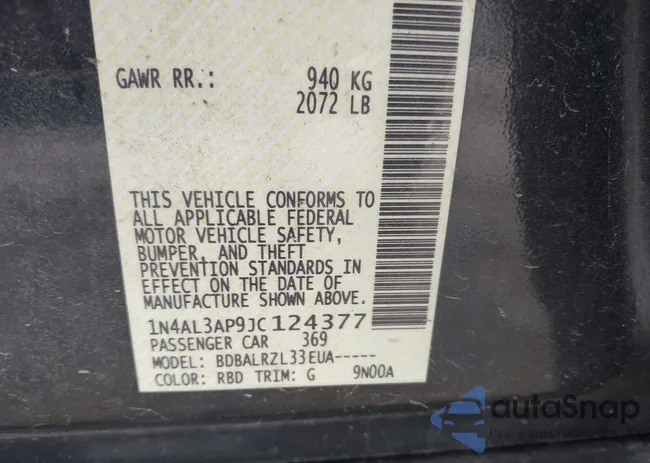 GAWR RR.: 940 KG
2072 LB
THIS VEHICLE CONFORMS TO
ALL APPLICABLE FEDERAL
MOTOR VEHICLE SAFETY,
BUMPER, AND THEFT
PREVENTION STANDARDS IN
EFFECT ON THE DATE OF
MANUFACTURE SHOWN ABOVE.
1N4AL3AP9JC124377
PASSENGER CAR 369
MODEL: BDBALRZL33EUA-----
COLOR: RBD TRIM: G 9N00A
autoSnap